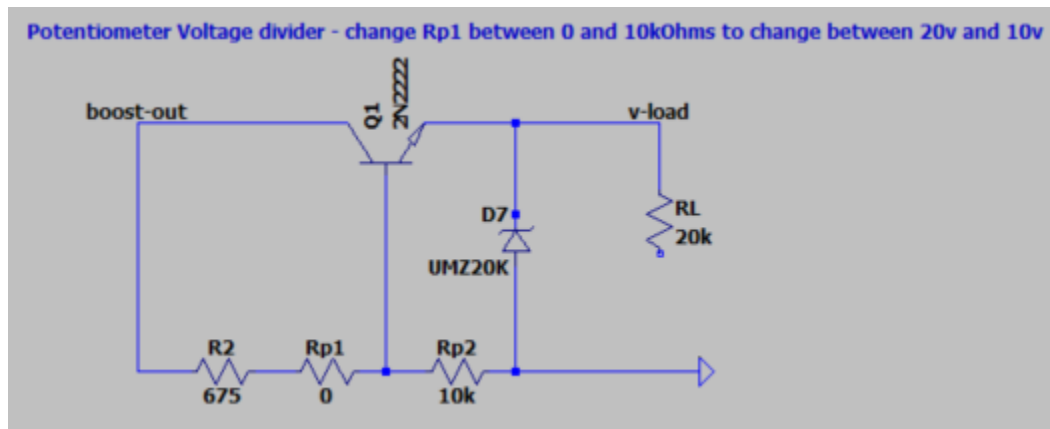 Potentiometer Voltage divider - change Rp1 between 0 and 10kOhms to change between 20v and 10v
boost-out
Q1
2N2222
v-load
D7
UMZ20K
RL
20k
R2
Rp1
Rp2
675
0
10k